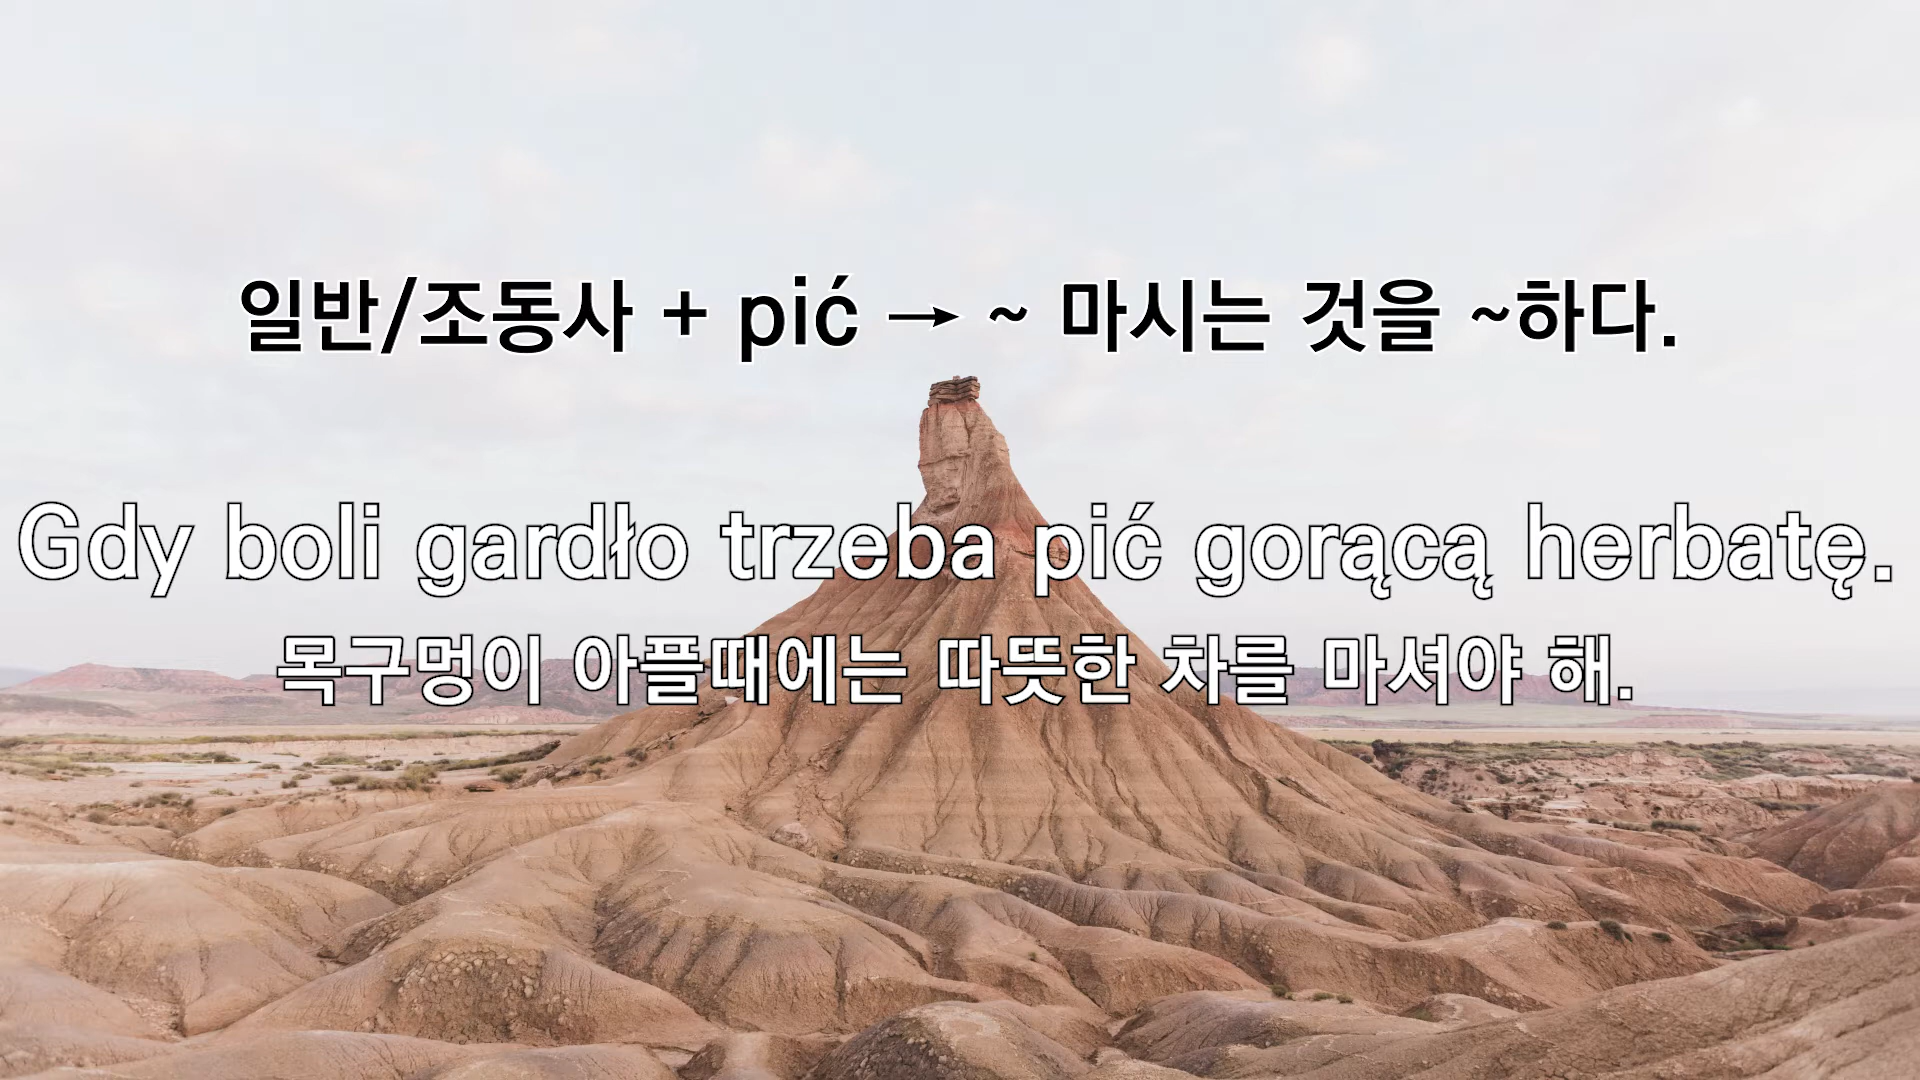 일반/조동사 + pić → ~ 마시는 것을 ~하다.
Gdy boli gardło trzeba pić gorącą herbatę.
목구멍이 아플때에는 따뜻한 차를 마셔야 해.